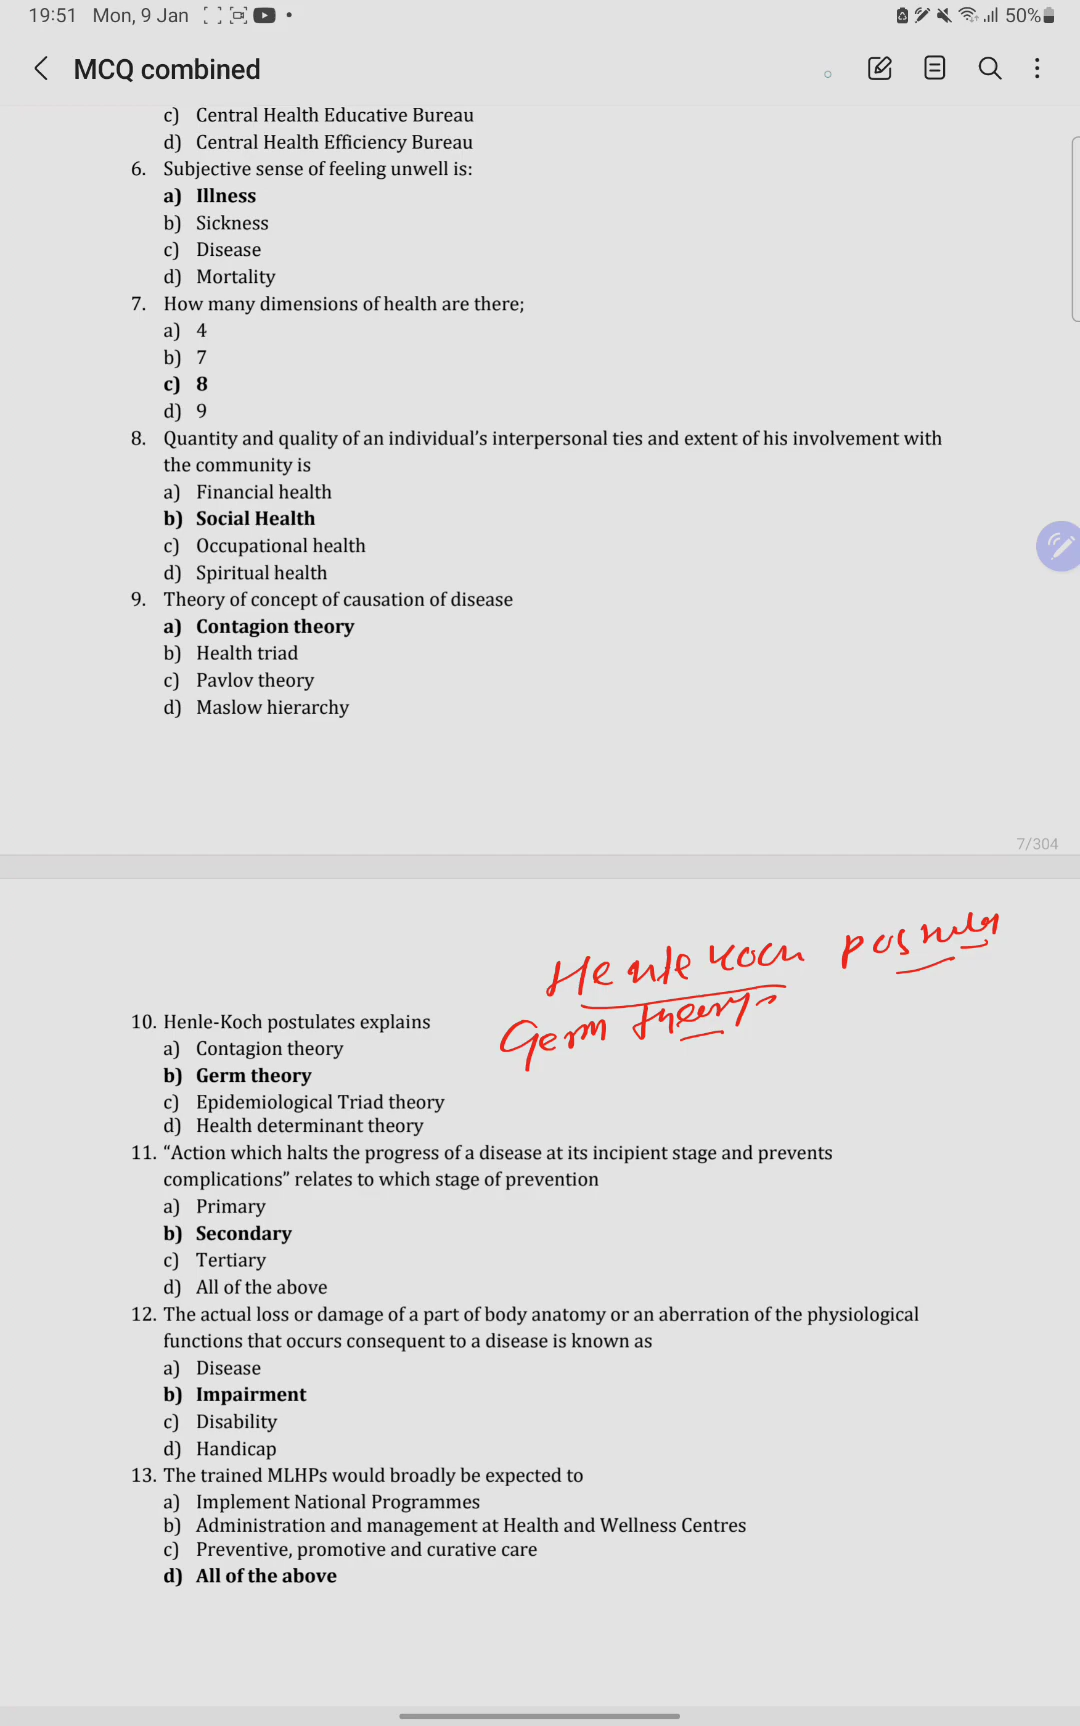 19:51 Mon, 9 Jan
50%
MCQ combined
c) Central Health Educative Bureau
d) Central Health Efficiency Bureau
6. Subjective sense of feeling unwell is:
a) Illness
b) Sickness
c) Disease
d) Mortality
7. How many dimensions of health are there;
a) 4
b) 7
c) 8
d) 9
8. Quantity and quality of an individual's interpersonal ties and extent of his involvement with
the community is
a) Financial health
b) Social Health
c) Occupational health
d) Spiritual health
9. Theory of concept of causation of disease
a) Contagion theory
b) Health triad
c) Pavlov theory
d) Maslow hierarchy
7/304
Henle Koch
Germ theory
10. Henle-Koch postulates explains
a) Contagion theory
b) Germ theory
c) Epidemiological Triad theory
d) Health determinant theory
11. “Action which halts the progress of a disease at its incipient stage and prevents
complications” relates to which stage of prevention
a) Primary
b) Secondary
c) Tertiary
d) All of the above
12. The actual loss or damage of a part of body anatomy or an aberration of the physiological
functions that occurs consequent to a disease is known as
a) Disease
b) Impairment
c) Disability
d) Handicap
13. The trained MLHPs would broadly be expected to
a) Implement National Programmes
b) Administration and management at Health and Wellness Centres
c) Preventive, promotive and curative care
d) All of the above